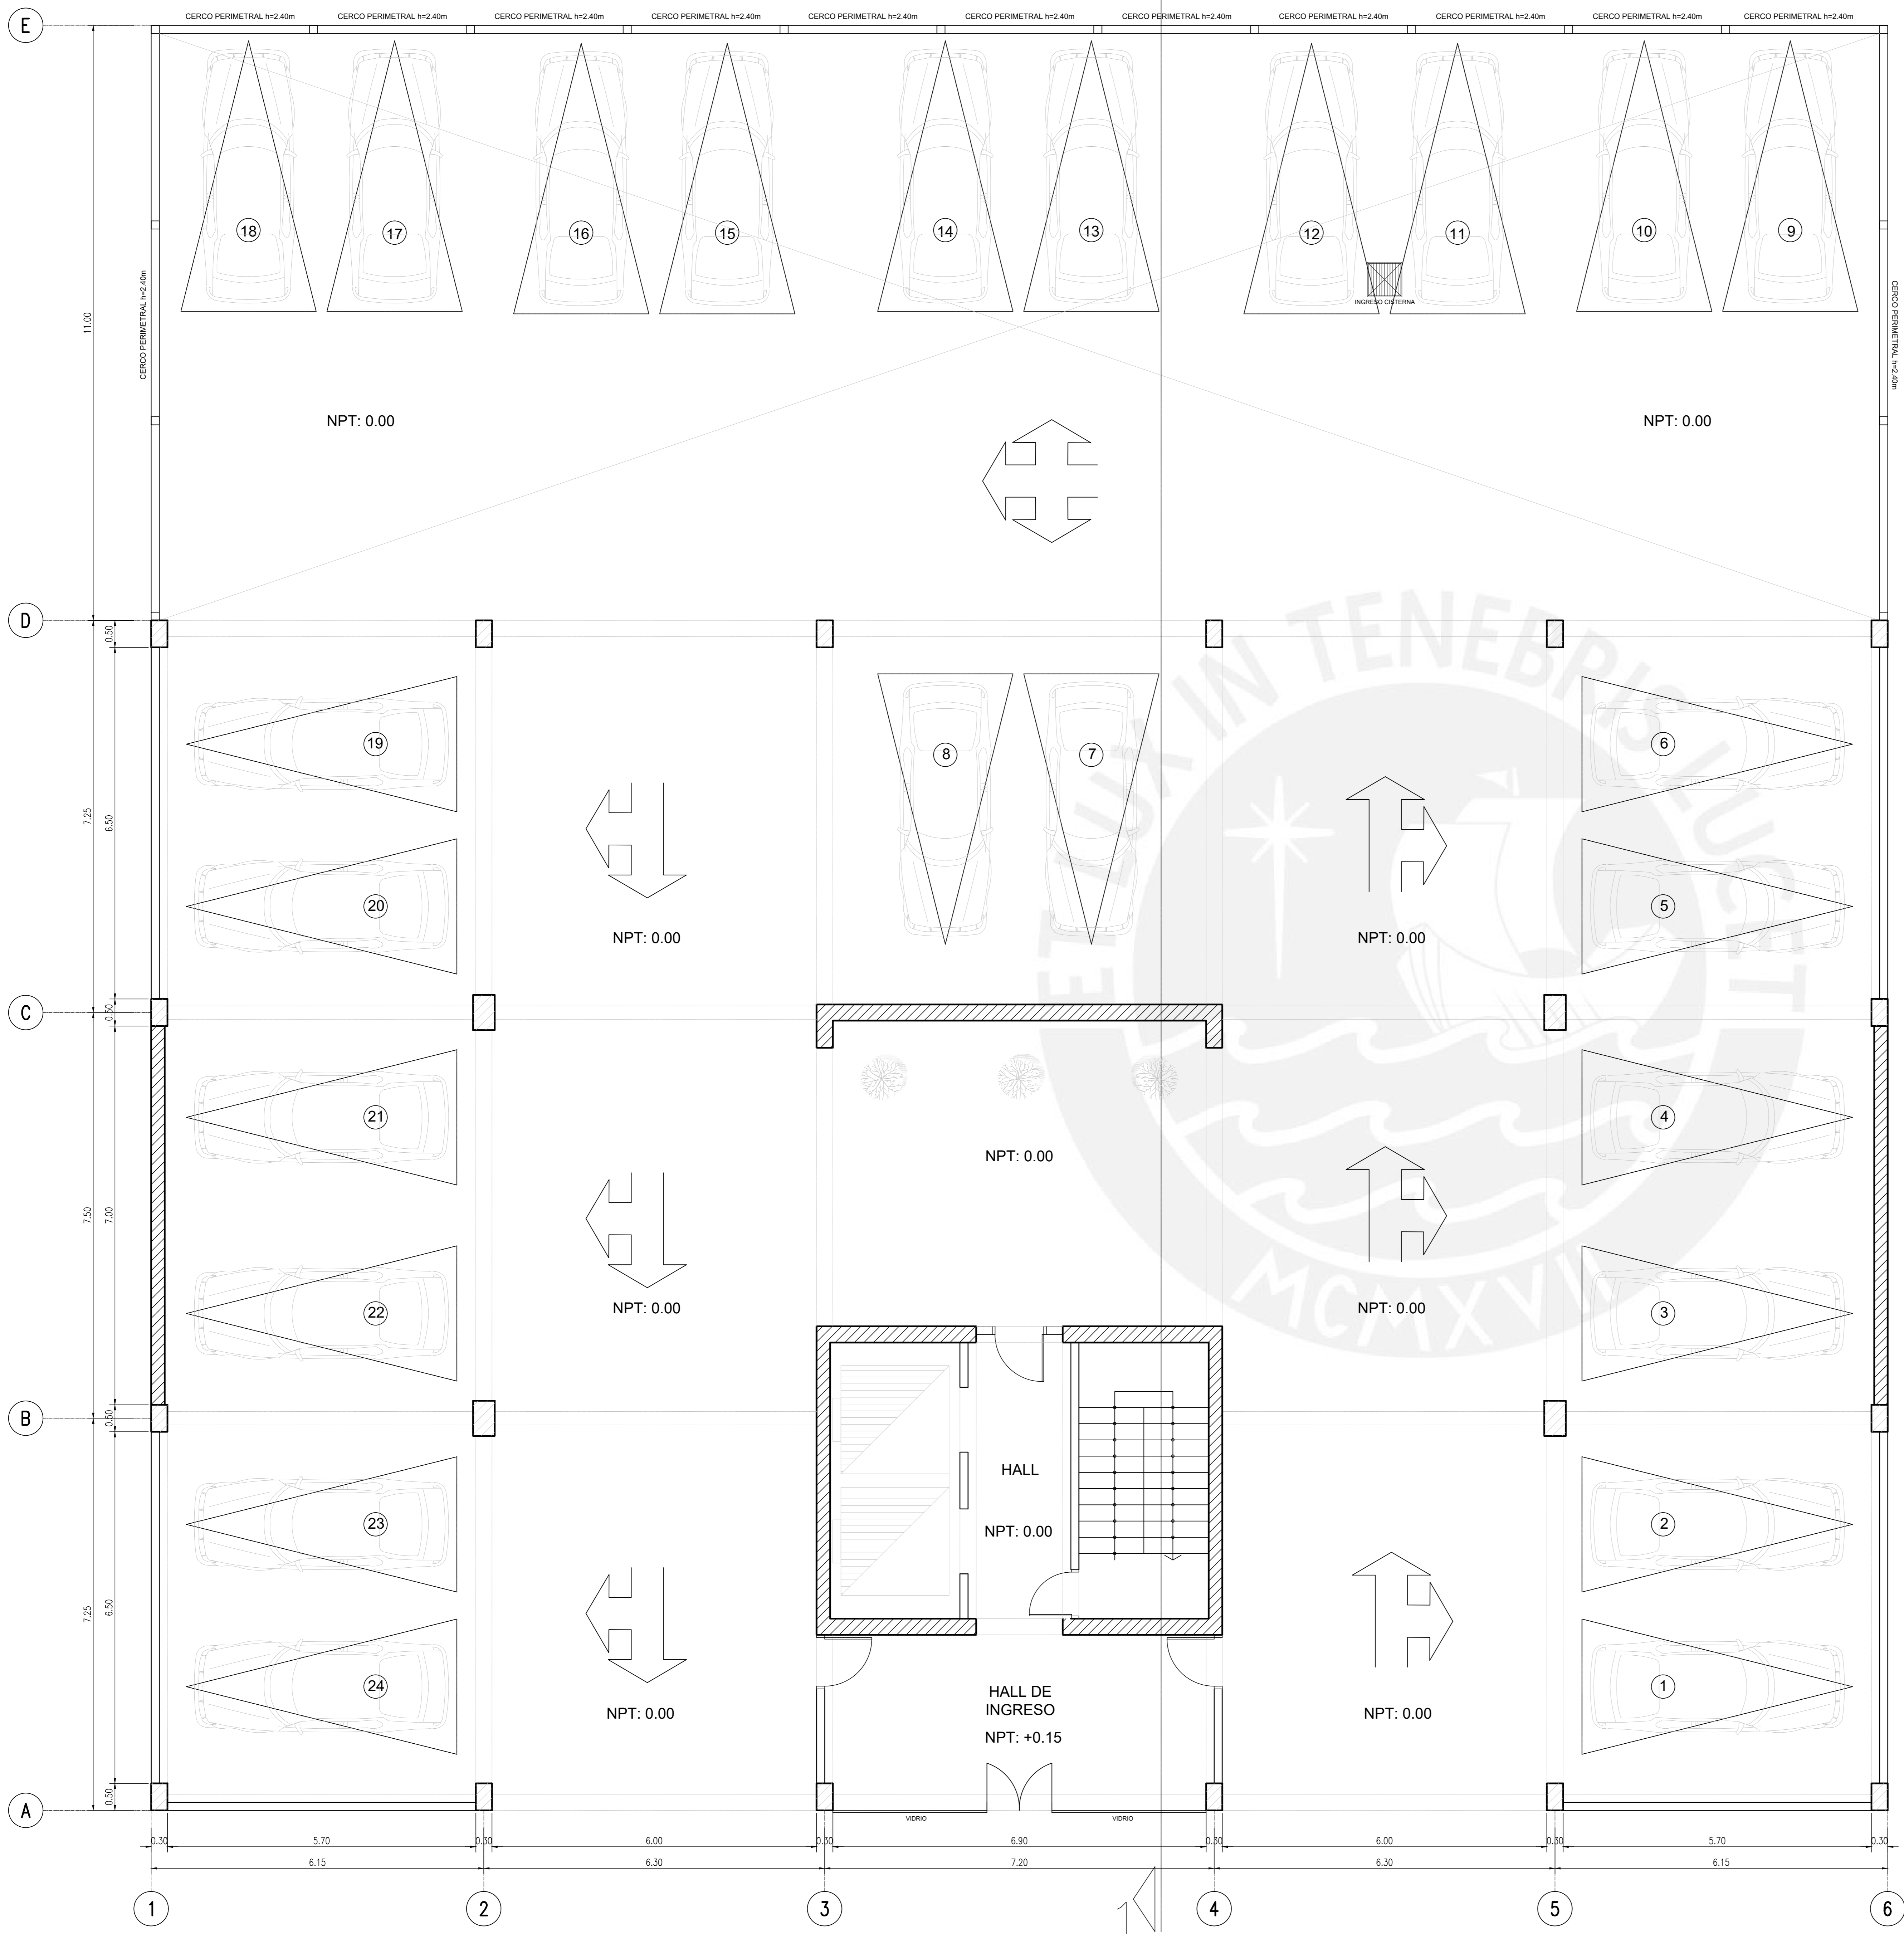 CERCO PERIMETRAL h=2.40m CERCO PERIMETRAL h=2.40m CERCO PERIMETRAL h=2.40m CERCO PERIMETRAL h=2.40m CERCO PERIMETRAL h=2.40m CERCO PERIMETRAL h=2.40m CERCO PERIMETRAL h=2.40m CERCO PERIMETRAL h=2.40m CERCO PERIMETRAL h=2.40m CERCO PERIMETRAL h=2.40m CERCO PERIMETRAL h=2.40m
E
18 17 16 15 14 13 12 11 10 9
INGRESO CISTERNA
CERCO PERIMETRAL h=2.40m
CERCO PERIMETRAL h=2.40m
11.00
NPT: 0.00 NPT: 0.00
D
0.50
ET LUX IN TENEBRIS LUCET
MCMXVII
19 8 7 6
7.25 6.50
20 5
NPT: 0.00 NPT: 0.00
C
0.50
21 4
NPT: 0.00
7.50 7.00
22 3
NPT: 0.00 NPT: 0.00
B
0.50
HALL
23 2
NPT: 0.00
7.25 6.50
24 1
HALL DE
INGRESO
NPT: 0.00 NPT: 0.00
NPT: +0.15
0.50
A
VIDRIO VIDRIO
0.30 5.70 0.30 6.00 0.30 6.90 0.30 6.00 0.30 5.70 0.30
6.15 6.30 7.20 6.30 6.15
1 2 3 4 5 6
1